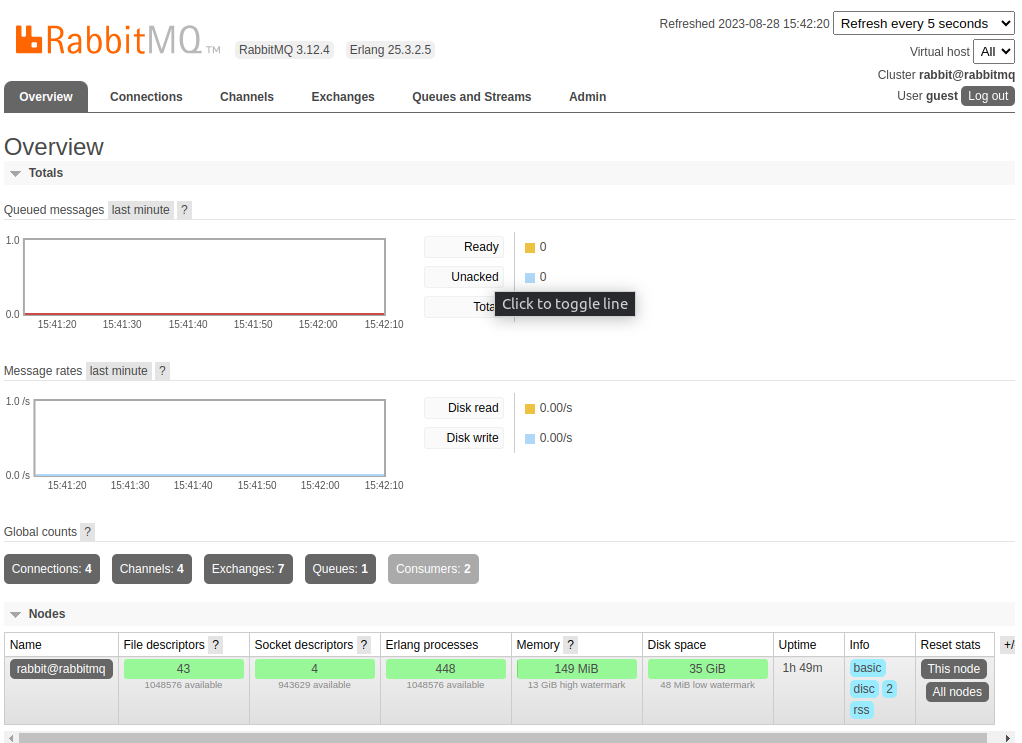 RabbitMQ TM RabbitMQ 3.12.4 Erlang 25.3.2.5
Refreshed 2023-08-28 15:42:20 Refresh every 5 seconds
Virtual host All
Cluster rabbit@rabbitmq
User guest Log out
Overview Connections Channels Exchanges Queues and Streams Admin
Overview
Totals
Queued messages last minute ?
1.0
0.0
15:41:20 15:41:30 15:41:40 15:41:50 15:42:00 15:42:10
Ready 0
Unacked 0
Tota
Click to toggle line
Message rates last minute ?
1.0 /s
0.0 /s
15:41:20 15:41:30 15:41:40 15:41:50 15:42:00 15:42:10
Disk read 0.00/s
Disk write 0.00/s
Global counts ?
Connections: 4 Channels: 4 Exchanges: 7 Queues: 1 Consumers: 2
Nodes
Name File descriptors ? Socket descriptors ? Erlang processes Memory ? Disk space Uptime Info Reset stats +/
rabbit@rabbitmq 43 4 448 149 MiB 35 GiB 1h 49m basic This node
1048576 available 943629 available 1048576 available 13 GiB high watermark 48 MiB low watermark
disc 2 All nodes
rss